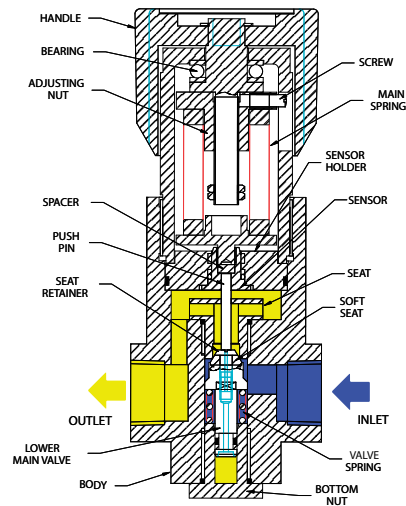 HANDLE
BEARING
ADJUSTING
NUT
SCREW
MAIN
SPRING
SENSOR
HOLDER
SPACER
SENSOR
PUSH
PIN
SEAT
RETAINER
SEAT
SOFT
SEAT
OUTLET
INLET
LOWER
MAIN VALVE
VALVE
SPRING
BODY
BOTTOM
NUT